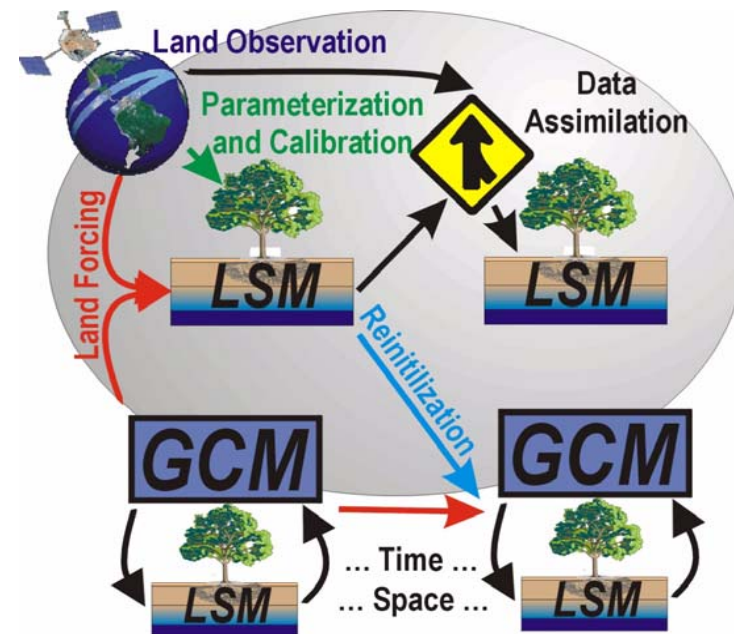 Land Observation
Parameterization
and Calibration
Data
Assimilation
LSM
LSM
Land Forcing
Reinitilization
GCM
GCM
... Time ...
... Space ...
LSM
LSM